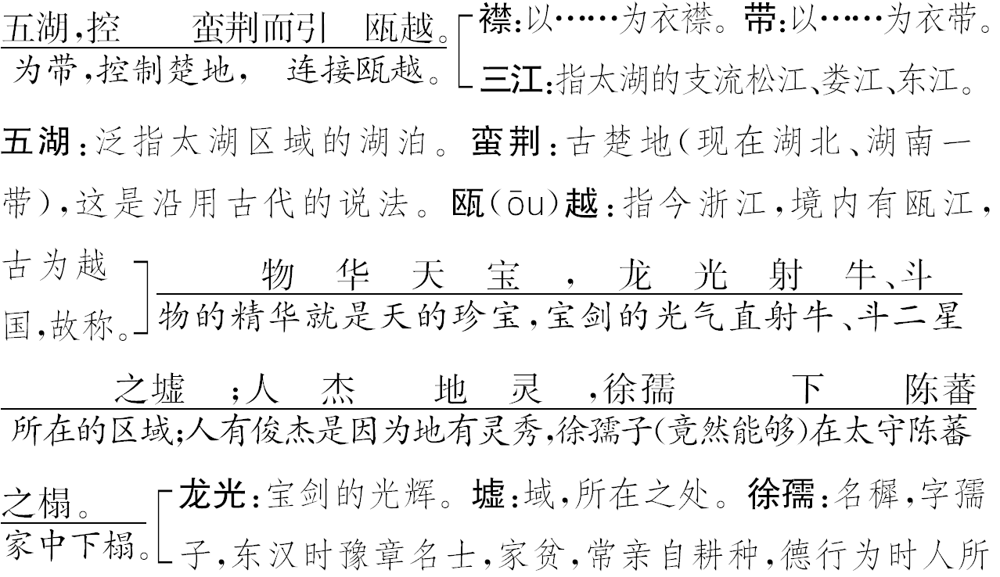 五湖,控 蛮荆而引 瓯越。
为带,控制楚地, 连接瓯越。
襟:以……为衣襟。 带:以……为衣带。
三江:指太湖的支流松江、娄江、东江。
五湖:泛指太湖区域的湖泊。 蛮荆:古楚地(现在湖北、湖南一
带),这是沿用古代的说法。 瓯(ōu)越:指今浙江,境内有瓯江,
古为越
国,故称。
物华天宝,龙光射牛、斗
物的精华就是天的珍宝,宝剑的光气直射牛、斗二星
之墟;人杰地灵,徐孺下陈蕃
所在的区域;人有俊杰是因为地有灵秀,徐孺子(竟然能够)在太守陈蕃
之榻。
家中下榻。
龙光:宝剑的光辉。 墟:域,所在之处。 徐孺:名稺,字孺
子,东汉时豫章名士,家贫,常亲自耕种,德行为时人所